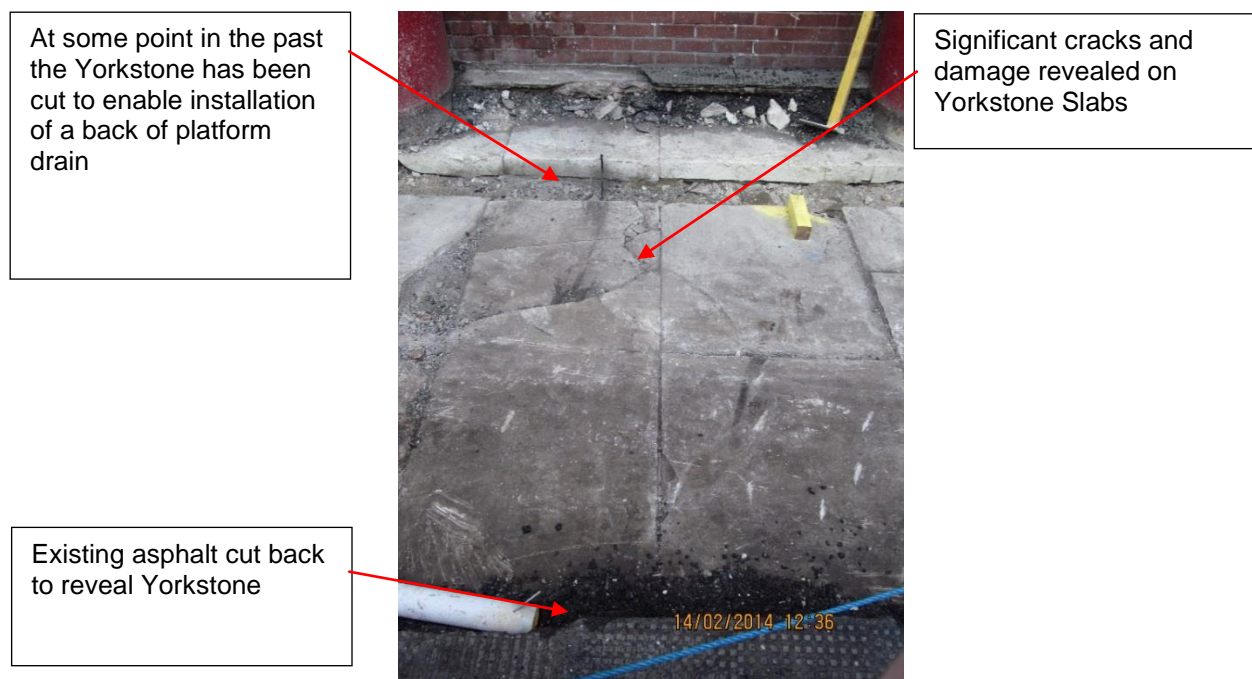 At some point in the past
the Yorkstone has been
cut to enable installation
of a back of platform
drain
Significant cracks and
damage revealed on
Yorkstone Slabs
Existing asphalt cut back
to reveal Yorkstone
14/02/2014 12:36